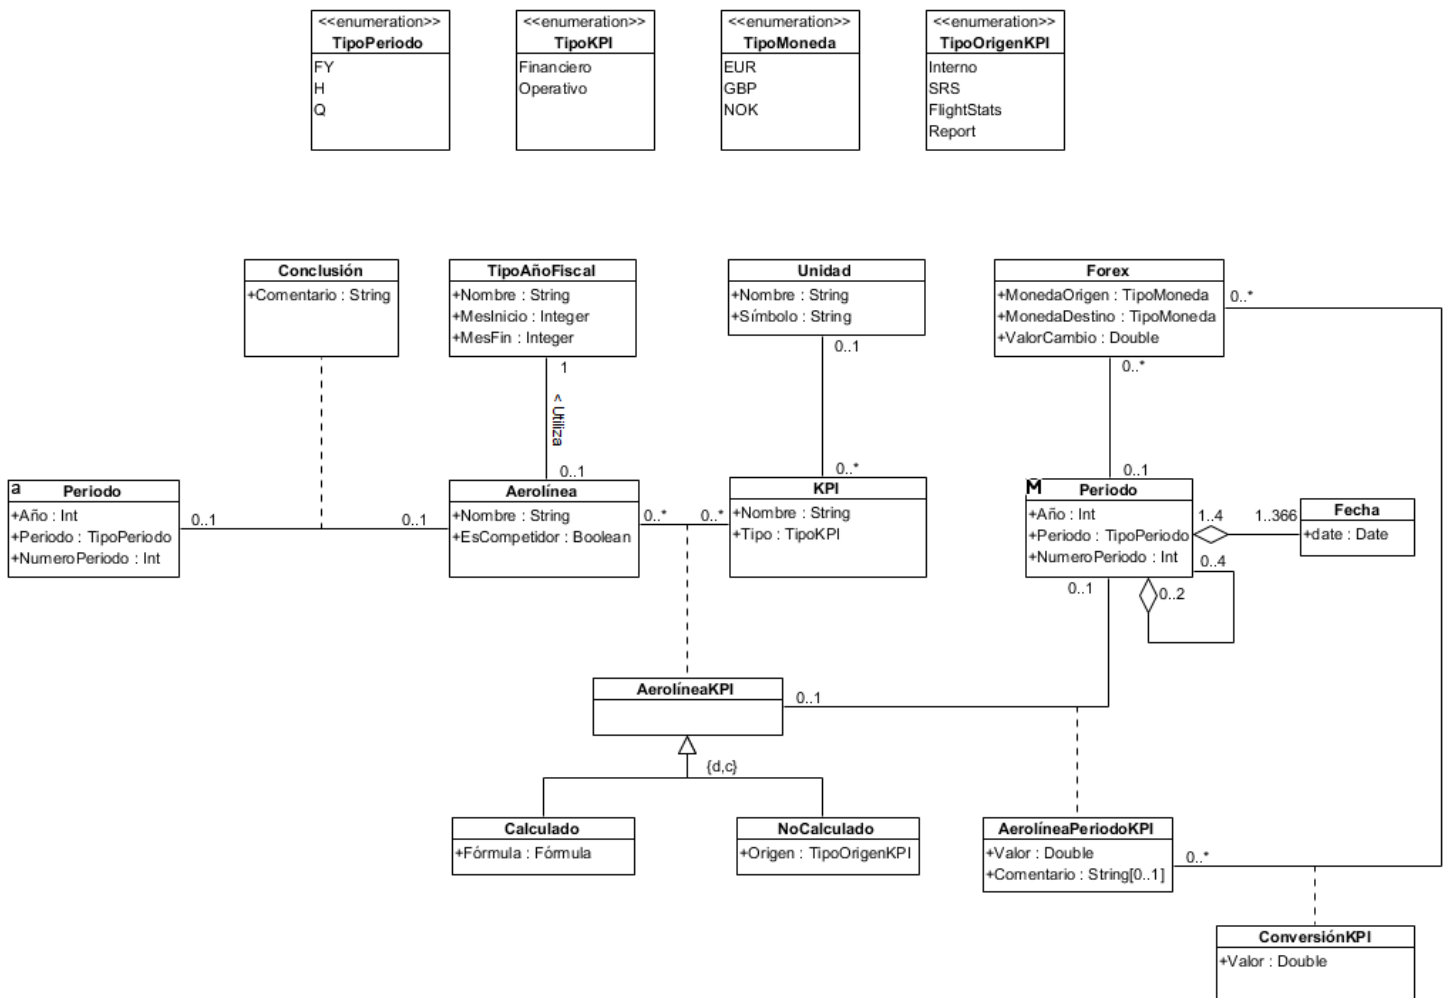 <<enumeration>>
TipoPeriodo
FY
H
Q
<<enumeration>>
TipoKPI
Financiero
Operativo
<<enumeration>>
TipoMoneda
EUR
GBP
NOK
<<enumeration>>
TipoOrigenKPI
Interno
SRS
FlightStats
Report
Conclusión
+Comentario : String
TipoAñoFiscal
+Nombre : String
+MesInicio : Integer
+MesFin : Integer
1
< Utiliza
0..1
Unidad
+Nombre : String
+Símbolo : String
0..1
0..*
Forex
+MonedaOrigen : TipoMoneda
+MonedaDestino : TipoMoneda
+ValorCambio : Double
0..*
0..*
0..1
a
Periodo
+Año : Int
+Periodo : TipoPeriodo
+NumeroPeriodo : Int
0..1
0..1
Aerolínea
+Nombre : String
+EsCompetidor : Boolean
0..*
0..*
KPI
+Nombre : String
+Tipo : TipoKPI
M
Periodo
+Año : Int
+Periodo : TipoPeriodo
+NumeroPeriodo : Int
1..4
1..366
Fecha
+date : Date
0..4
0..2
0..1
AerolíneaKPI
0..1
{d,c}
Calculado
+Fórmula : Fórmula
NoCalculado
+Origen : TipoOrigenKPI
AerolíneaPeriodoKPI
+Valor : Double
+Comentario : String[0..1]
0..*
ConversiónKPI
+Valor : Double